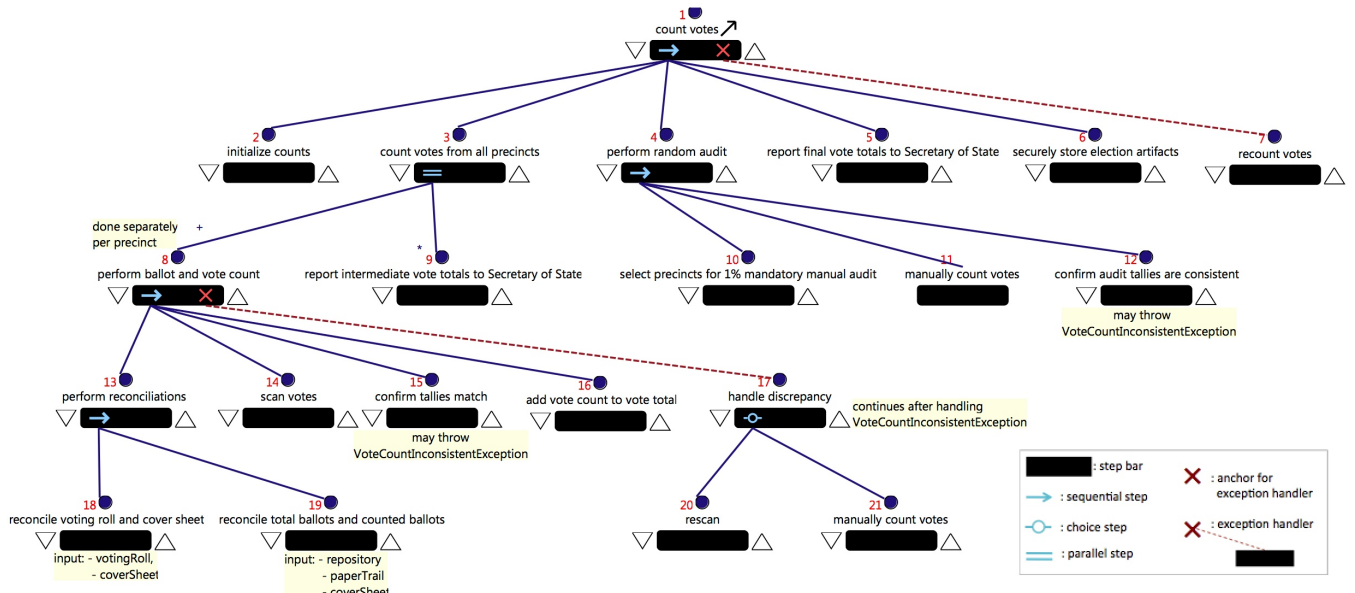 1
count votes
2
initialize counts
3
count votes from all precincts
4
perform random audit
5
report final vote totals to Secretary of State
6
securely store election artifacts
7
recount votes
done separately
per precinct
+
8
perform ballot and vote count
*
9
report intermediate vote totals to Secretary of State
10
select precincts for 1% mandatory manual audit
11
manually count votes
12
confirm audit tallies are consistent
may throw
VoteCountInconsistentException
13
perform reconciliations
14
scan votes
15
confirm tallies match
may throw
VoteCountInconsistentException
16
add vote count to vote total
17
handle discrepancy
continues after handling
VoteCountInconsistentException
18
reconcile voting roll and cover sheet
input: - votingRoll,
- coverSheet
19
reconcile total ballots and counted ballots
input: - repository
- paperTrail
- coverSheet
20
rescan
21
manually count votes
: step bar
: sequential step
: choice step
: parallel step
: anchor for
exception handler
: exception handler